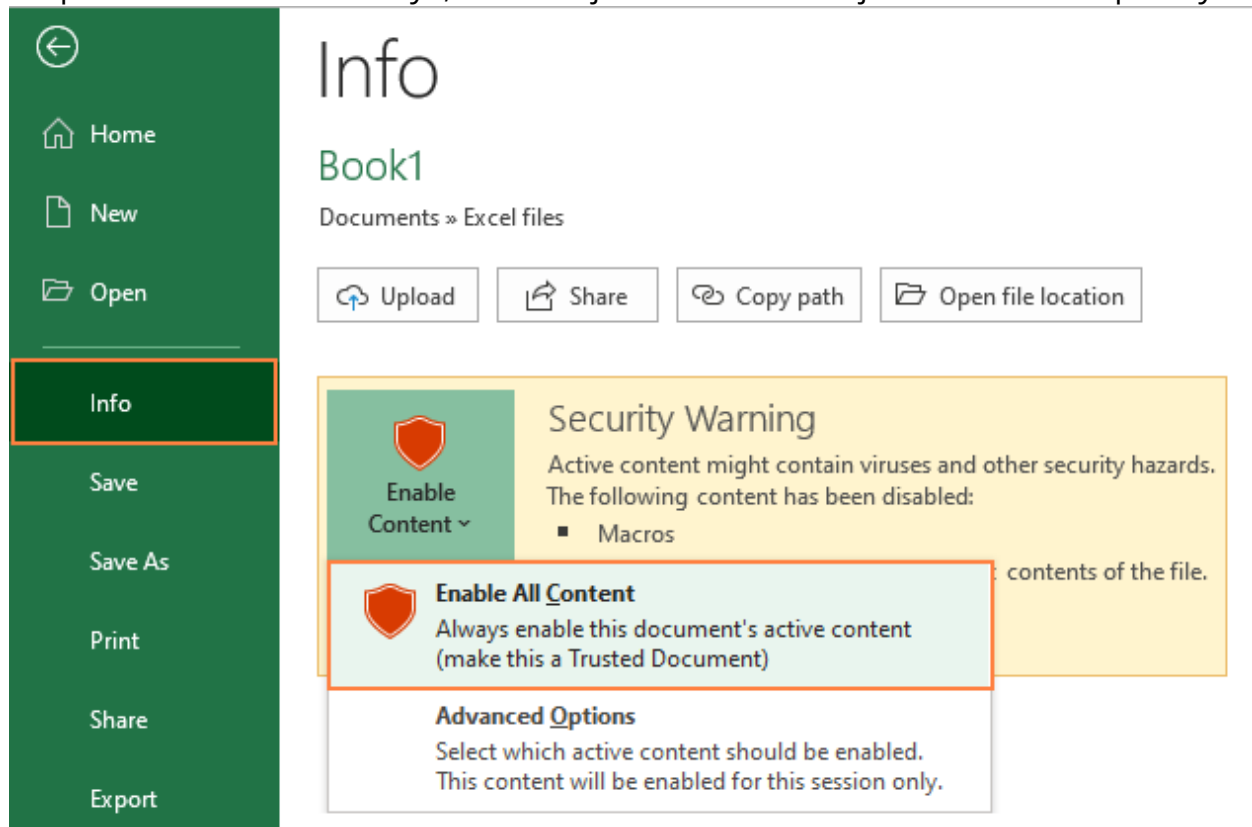 Info
Home
Book1
New
Documents » Excel files
Open
Upload
Share
Copy path
Open file location
Info
Security Warning
Active content might contain viruses and other security hazards.
The following content has been disabled:
▪ Macros
contents of the file.
Enable
Content
Save
Save As
Enable All Content
Always enable this document's active content
(make this a Trusted Document)
Print
Share
Advanced Options
Select which active content should be enabled.
This content will be enabled for this session only.
Export